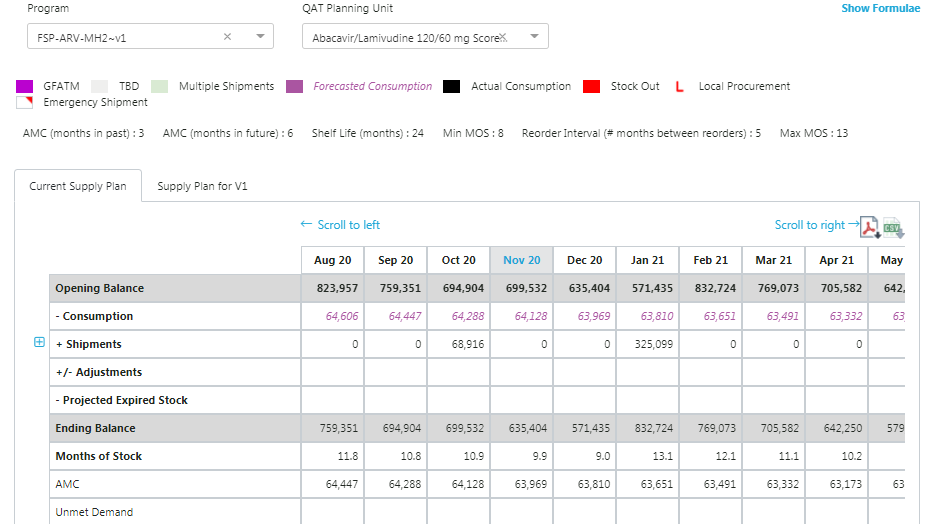 Program QAT Planning Unit Show Formulae
FSP-ARV-MH2~v1 × Abacavir/Lamivudine 120/60 mg Score ×
GFATM TBD Multiple Shipments Forecasted Consumption Actual Consumption Stock Out L Local Procurement
Emergency Shipment
AMC (months in past) : 3 AMC (months in future) : 6 Shelf Life (months) : 24 Min MOS : 8 Reorder Interval (# months between reorders) : 5 Max MOS : 13
Current Supply Plan Supply Plan for V1
← Scroll to left Scroll to right → CSV
Aug 20 Sep 20 Oct 20 Nov 20 Dec 20 Jan 21 Feb 21 Mar 21 Apr 21 May
Opening Balance 823,957 759,351 694,904 699,532 635,404 571,435 832,724 769,073 705,582 642,
- Consumption 64,606 64,447 64,288 64,128 63,969 63,810 63,651 63,491 63,332 63
+ Shipments 0 0 68,916 0 0 325,099 0 0 0
+/- Adjustments
- Projected Expired Stock
Ending Balance 759,351 694,904 699,532 635,404 571,435 832,724 769,073 705,582 642,250 579
Months of Stock 11.8 10.8 10.9 9.9 9.0 13.1 12.1 11.1 10.2
AMC 64,447 64,288 64,128 63,969 63,810 63,651 63,491 63,332 63,173 63
Unmet Demand